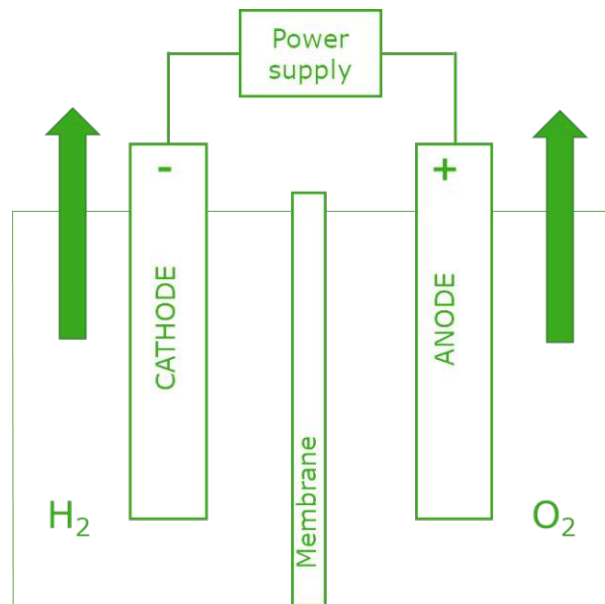 Power
supply
-
+
CATHODE
Membrane
ANODE
H₂
O₂